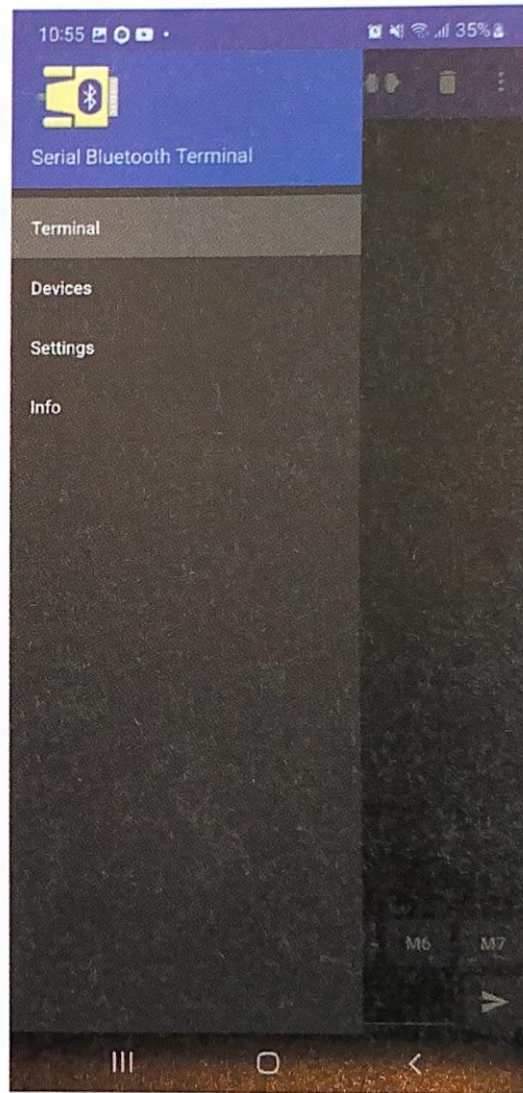 10:55
35%
Serial Bluetooth Terminal
Terminal
Devices
Settings
Info
M6 M7